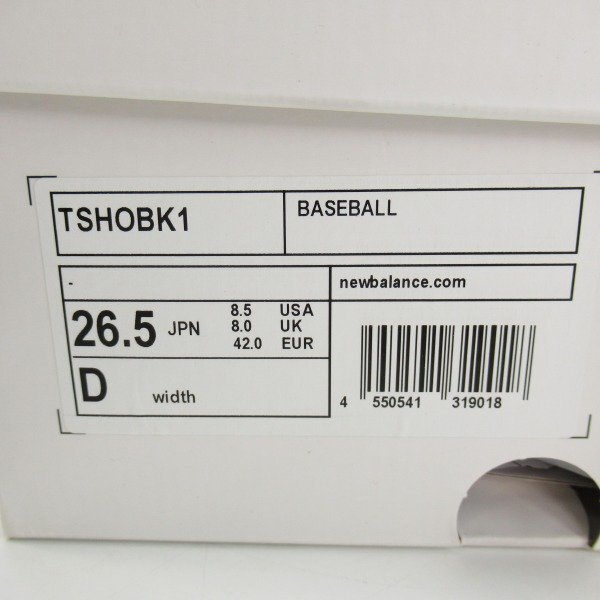 TSHOBK1
BASEBALL
-
newbalance.com
26.5 JPN
8.5 USA
8.0 UK
42.0 EUR
D width
4 550541 319018